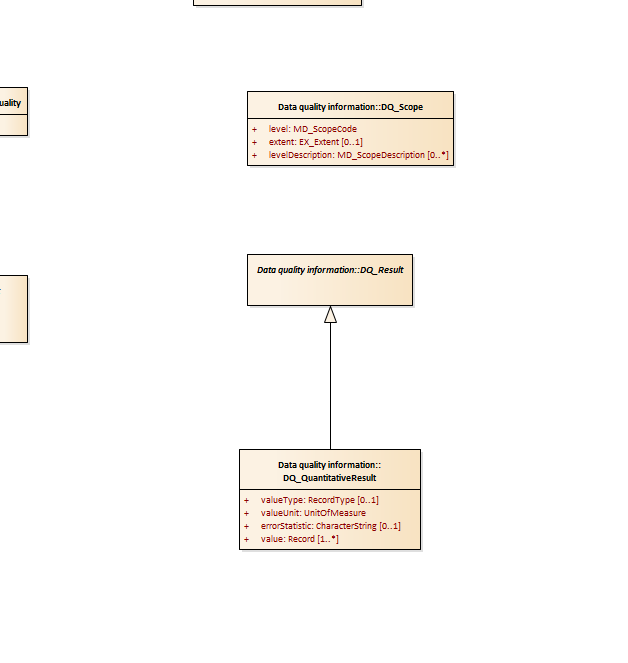 uality
Data quality information::DQ_Scope
+ level: MD_ScopeCode
+ extent: EX_Extent [0..1]
+ levelDescription: MD_ScopeDescription [0..*]
Data quality information::DQ_Result
Data quality information::
DQ_QuantitativeResult
+ valueType: RecordType [0..1]
+ valueUnit: UnitOfMeasure
+ errorStatistic: CharacterString [0..1]
+ value: Record [1..*]